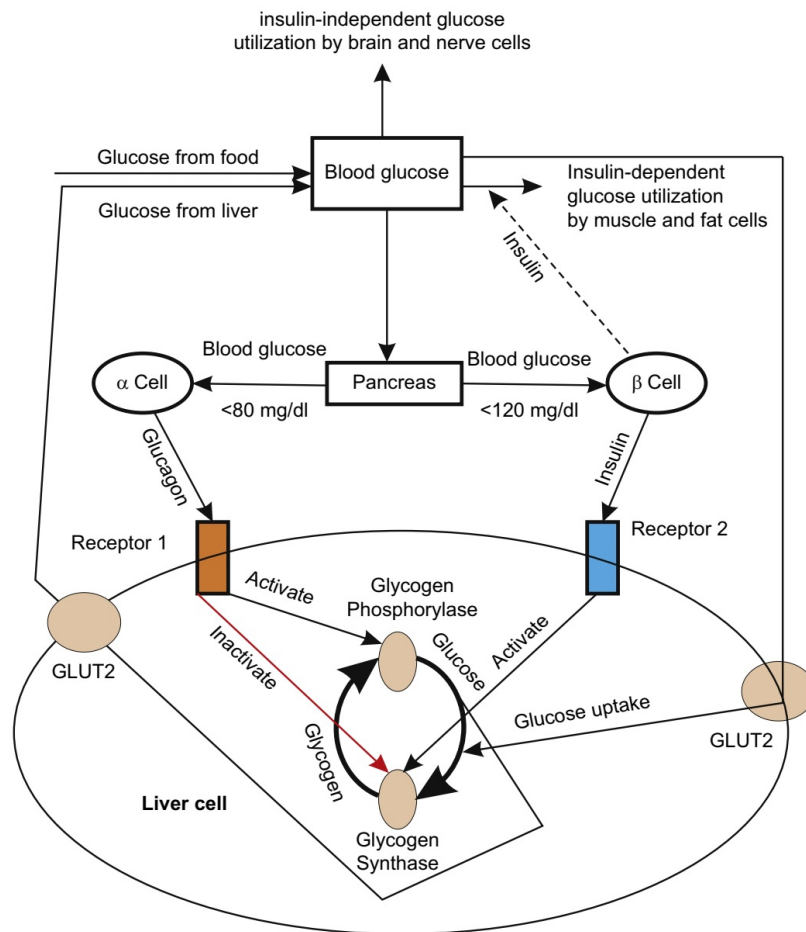 insulin-independent glucose
utilization by brain and nerve cells
Glucose from food
Blood glucose
Glucose from liver
Insulin-dependent
glucose utilization
by muscle and fat cells
Insulin
Blood glucose
Blood glucose
α Cell
Pancreas
β Cell
<80 mg/dl
<120 mg/dl
Glucagon
Insulin
Receptor 1
Receptor 2
Activate
Glycogen
Phosphorylase
Inactivate
Glucose
Activate
GLUT2
Glucose uptake
GLUT2
Glycogen
Liver cell
Glycogen
Synthase